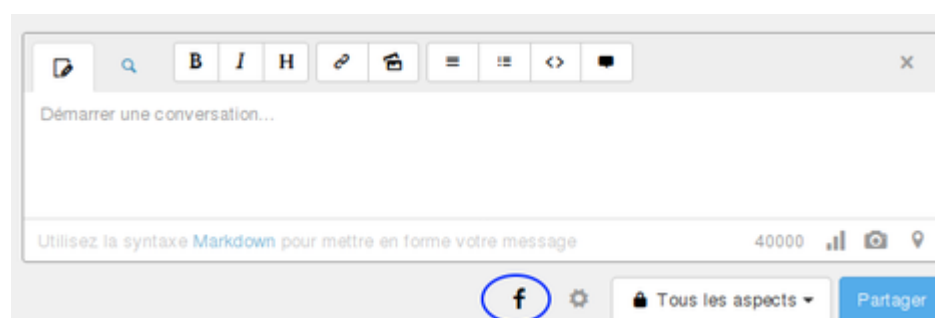 B I H
Démarrer une conversation...
Utilisez la syntaxe Markdown pour mettre en forme votre message 40000
f Tous les aspects Partager